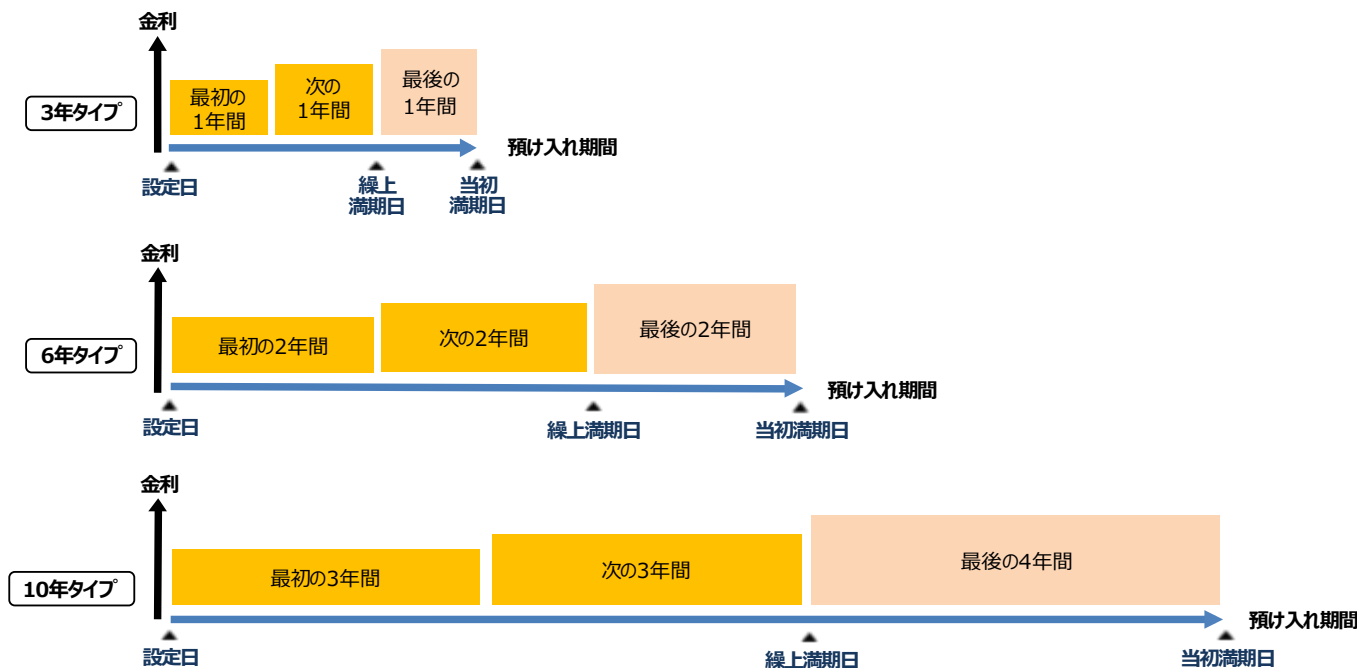 金利
3年タイプ
最初の
1年間
次の
1年間
最後の
1年間
預け入れ期間
設定日
繰上
満期日
当初
満期日
金利
6年タイプ
最初の2年間
次の2年間
最後の2年間
預け入れ期間
設定日
繰上満期日
当初満期日
金利
10年タイプ
最初の3年間
次の3年間
最後の4年間
預け入れ期間
設定日
繰上満期日
当初満期日